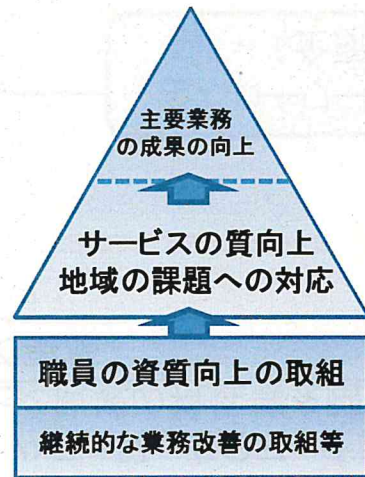 主要業務
の成果の向上
サービスの質向上
地域の課題への対応
職員の資質向上の取組
継続的な業務改善の取組等